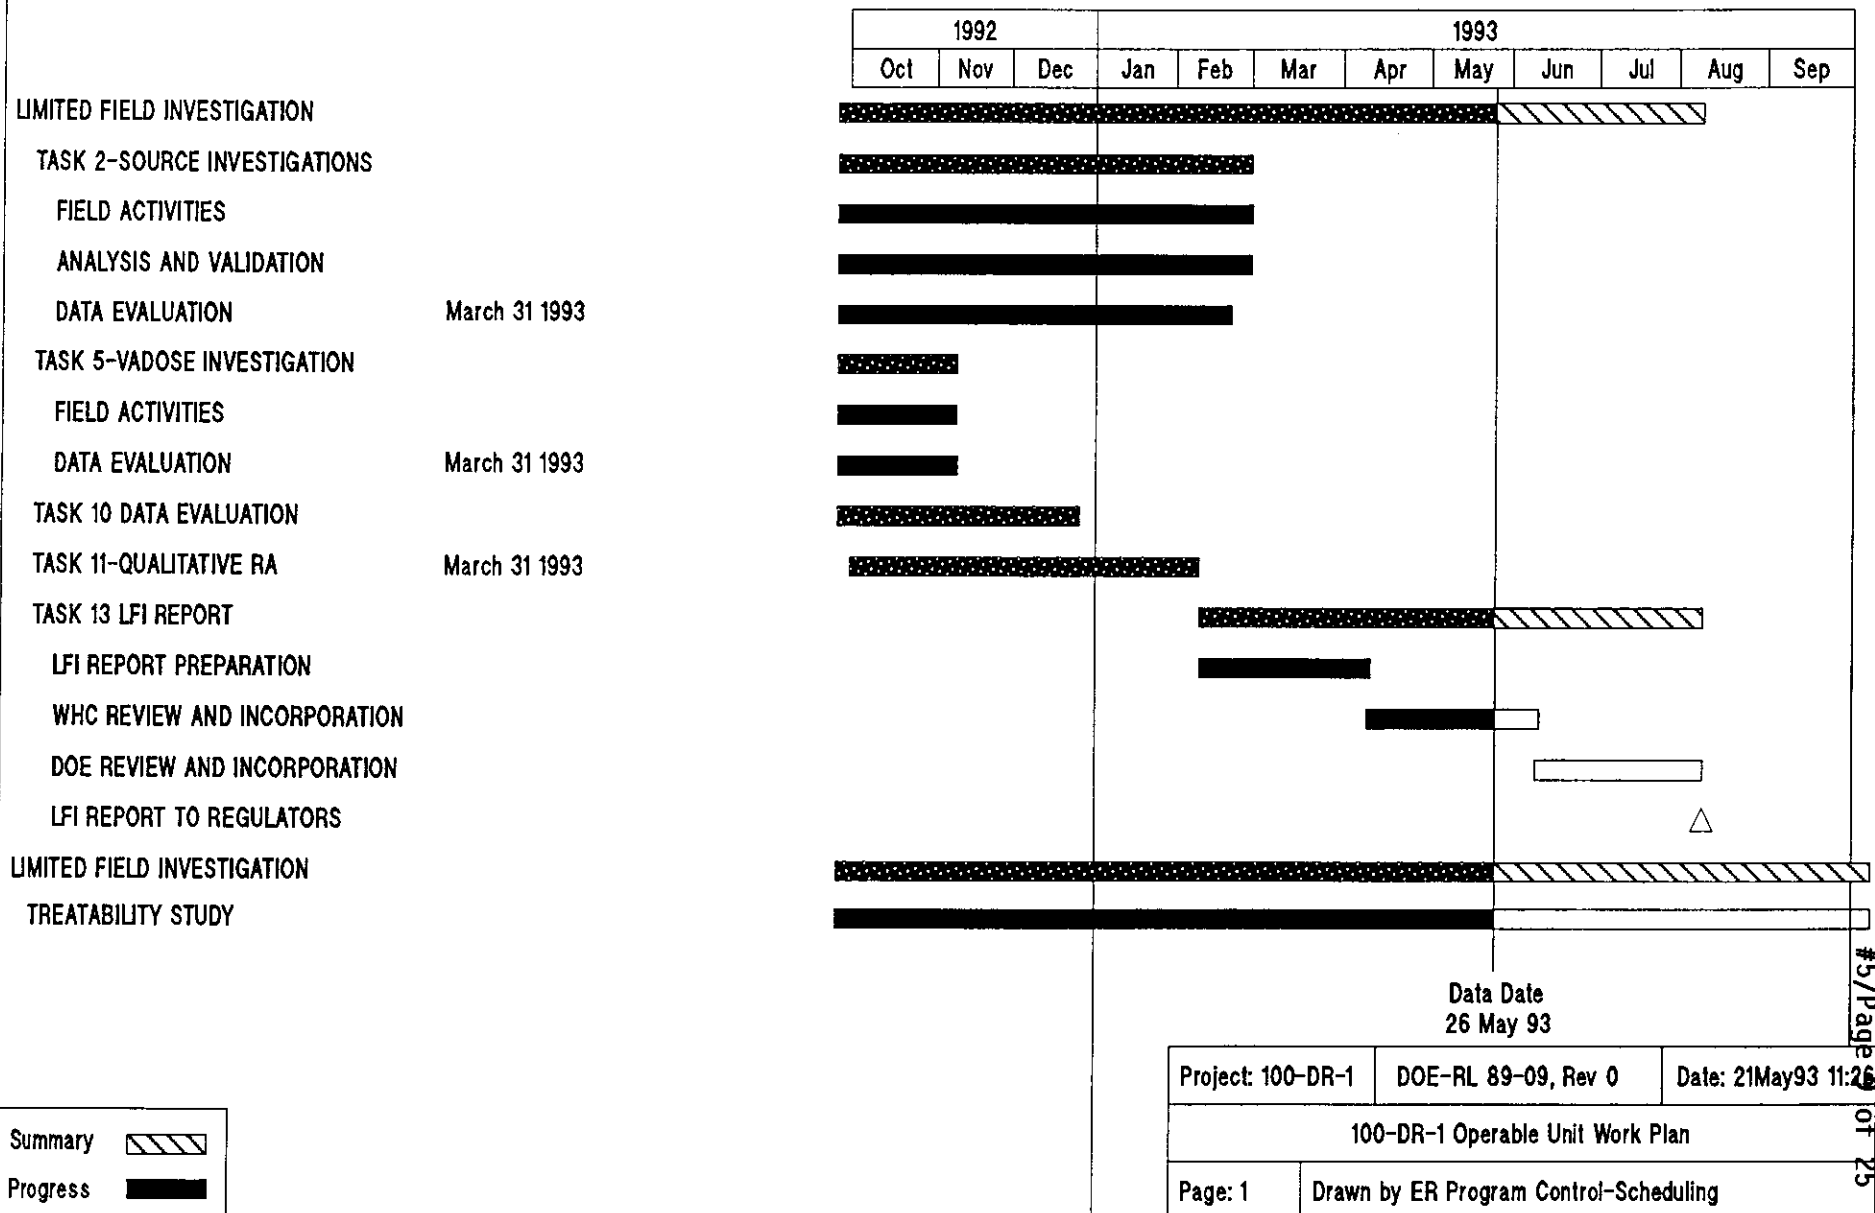 1992 1993
Oct Nov Dec Jan Feb Mar Apr May Jun Jul Aug Sep
LIMITED FIELD INVESTIGATION
TASK 2-SOURCE INVESTIGATIONS
FIELD ACTIVITIES
ANALYSIS AND VALIDATION
DATA EVALUATION March 31 1993
TASK 5-VADOSE INVESTIGATION
FIELD ACTIVITIES
DATA EVALUATION March 31 1993
TASK 10 DATA EVALUATION
TASK 11-QUALITATIVE RA March 31 1993
TASK 13 LFI REPORT
LFI REPORT PREPARATION
WHC REVIEW AND INCORPORATION
DOE REVIEW AND INCORPORATION
LFI REPORT TO REGULATORS
LIMITED FIELD INVESTIGATION
TREATABILITY STUDY
Data Date
26 May 93
Project: 100-DR-1 DOE-RL 89-09, Rev 0 Date: 21May93 11:26
100-DR-1 Operable Unit Work Plan
Page: 1 Drawn by ER Program Control-Scheduling
Summary
Progress
#5/Page of 25